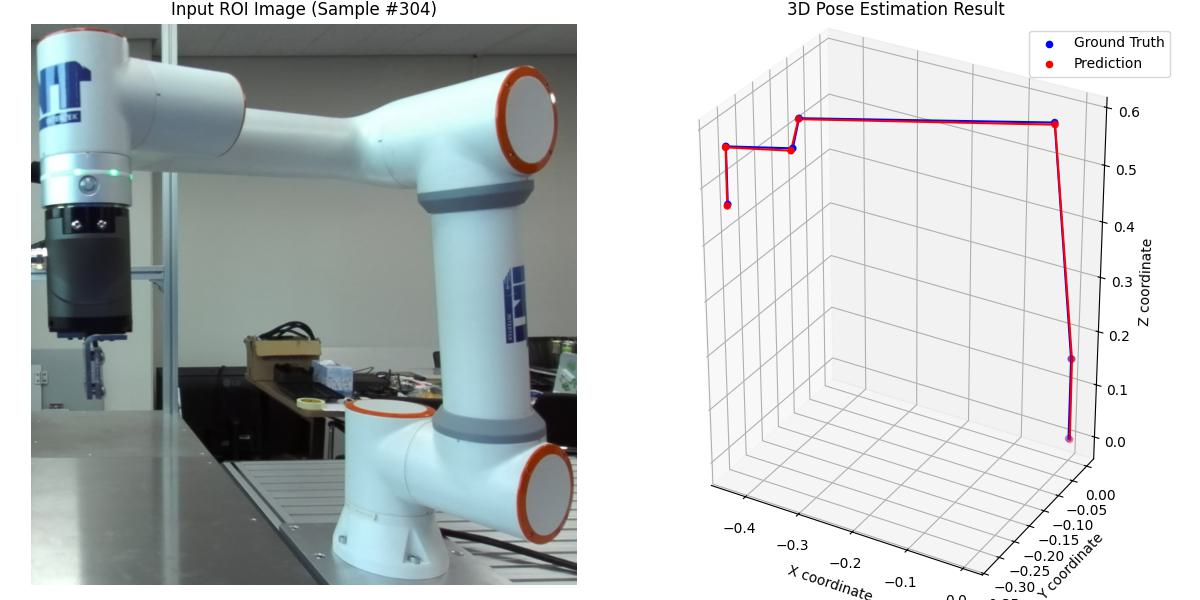 Input ROI Image (Sample #304)
3D Pose Estimation Result
Ground Truth
Prediction
0.6
0.5
0.4
0.3
0.2
0.1
0.0
Z coordinate
0.00
−0.05
−0.10
−0.15
−0.20
−0.25
−0.30
Y coordinate
−0.4
−0.3
−0.2
−0.1
X coordinate